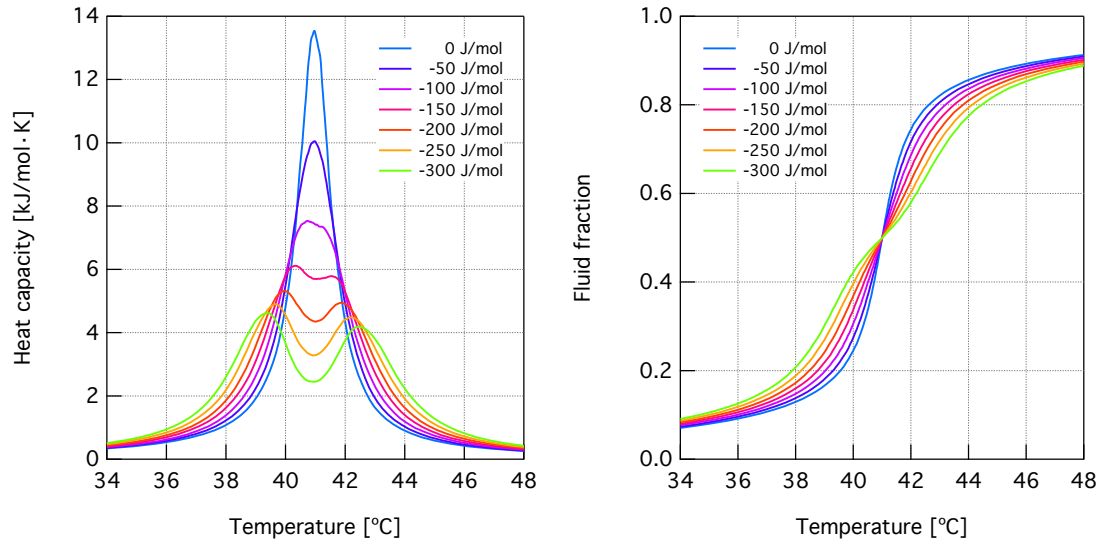 14
12
10
8
6
4
2
0
Heat capacity [kJ/mol·K]
0 J/mol
-50 J/mol
-100 J/mol
-150 J/mol
-200 J/mol
-250 J/mol
-300 J/mol
34 36 38 40 42 44 46 48
Temperature [ºC]
1.0
0.8
0.6
0.4
0.2
0.0
Fluid fraction
0 J/mol
-50 J/mol
-100 J/mol
-150 J/mol
-200 J/mol
-250 J/mol
-300 J/mol
34 36 38 40 42 44 46 48
Temperature [ºC]